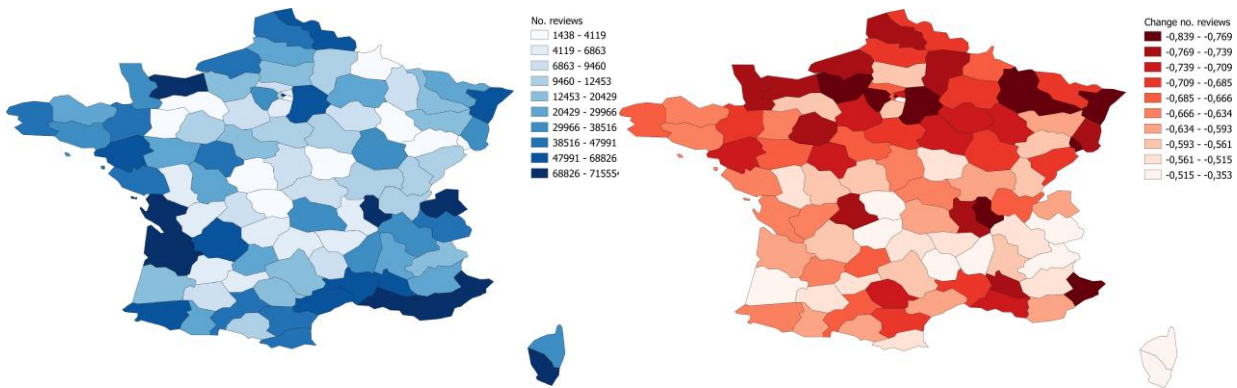 No. reviews
1438 - 4119
4119 - 6863
6863 - 9460
9460 - 12453
12453 - 20429
20429 - 29966
29966 - 38516
38516 - 47991
47991 - 68826
68826 - 71555
Change no. reviews
-0,839 - -0,769
-0,769 - -0,739
-0,739 - -0,709
-0,709 - -0,685
-0,685 - -0,666
-0,666 - -0,634
-0,634 - -0,593
-0,593 - -0,561
-0,561 - -0,515
-0,515 - -0,353